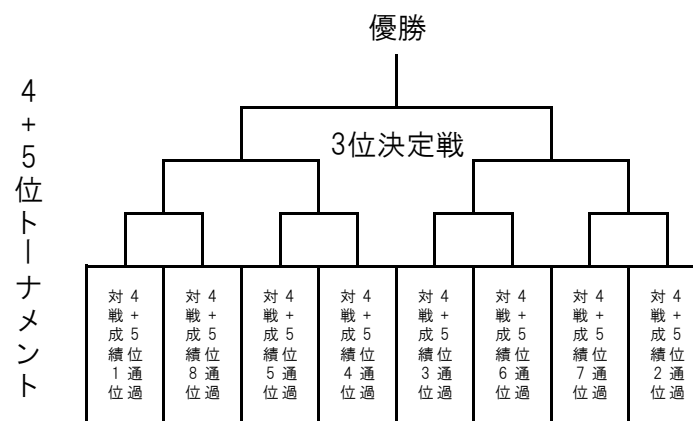 優勝
4+5位トーナメント
3位決定戦
4+5位通過
対戦成績1位
4+5位通過
対戦成績8位
4+5位通過
対戦成績5位
4+5位通過
対戦成績4位
4+5位通過
対戦成績3位
4+5位通過
対戦成績6位
4+5位通過
対戦成績7位
4+5位通過
対戦成績2位